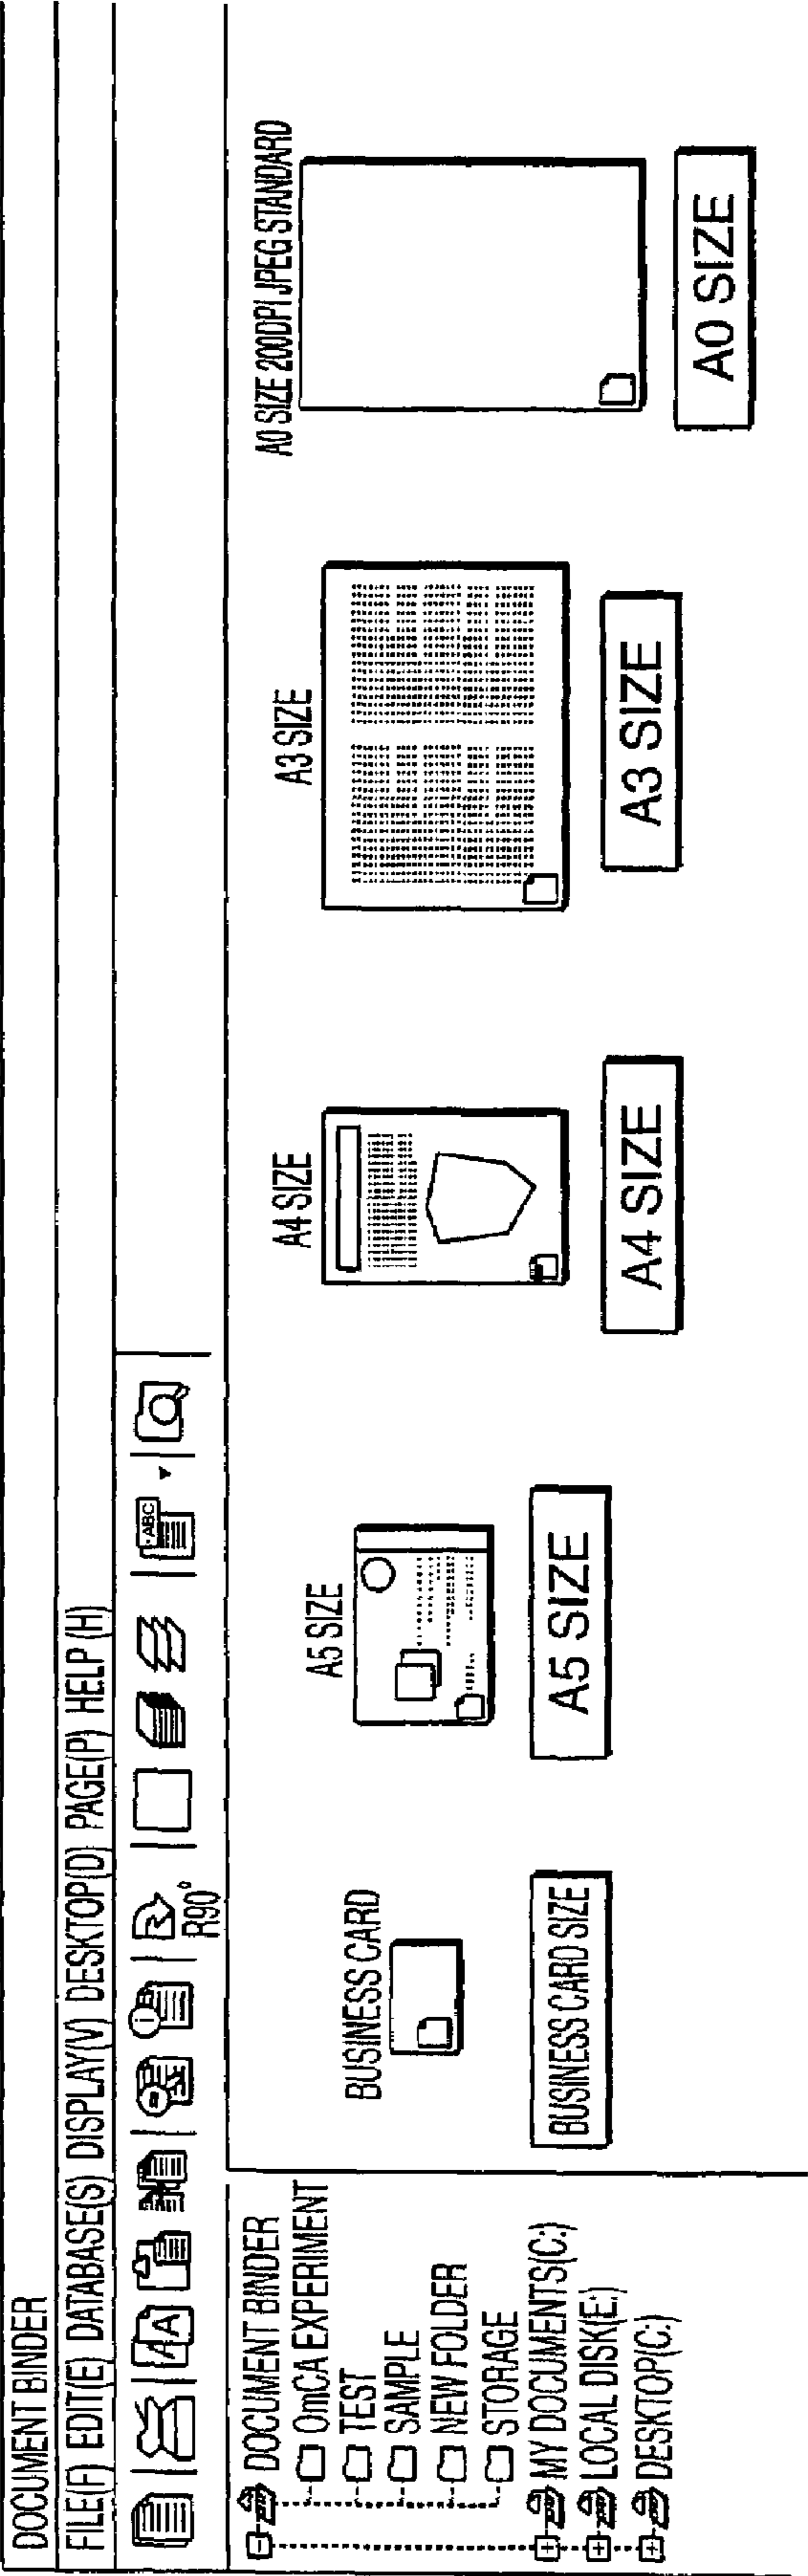 DOCUMENT BINDER
FILE(F) EDIT(E) DATABASE(S) DISPLAY(V) DESKTOP(D) PAGE(P) HELP (H)
A
ABC
R90°
DOCUMENT BINDER
OmCA EXPERIMENT
TEST
SAMPLE
NEW FOLDER
STORAGE
MY DOCUMENTS(C:)
LOCAL DISK(E:)
DESKTOP(C:)
BUSINESS CARD
BUSINESS CARD SIZE
A5 SIZE
A5 SIZE
A4 SIZE
A4 SIZE
A3 SIZE
A3 SIZE
A0 SIZE 200DPI JPEG STANDARD
A0 SIZE